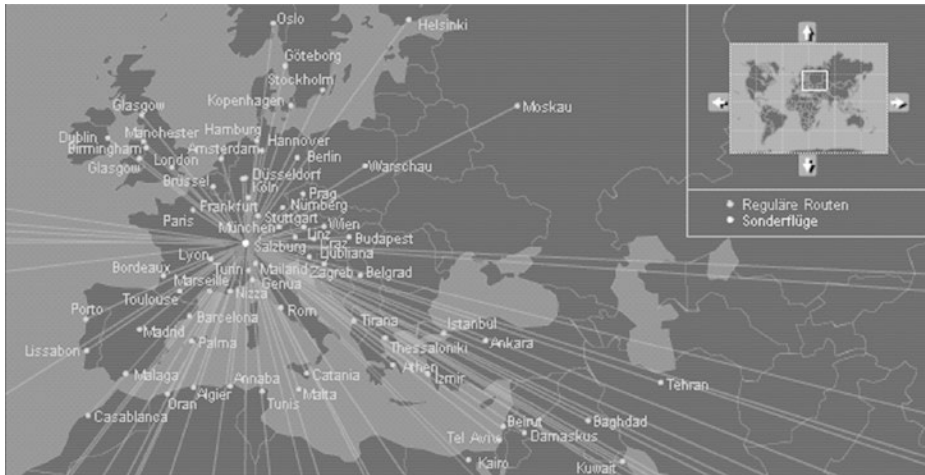 Oslo
Helsinki
Göteborg
Stockholm
Kopenhagen
Moskau
Glasgow
Hamburg
Dublin
Manchester
Hannover
Birmingham
Amsterdam
Berlin
Glasgow
London
Warschau
Düsseldorf
Brüssel
Köln
Prag
Frankfurt
Nürnberg
Paris
Stuttgart
München
Wien
Linz
Salzburg
Graz
Budapest
Lyon
Ljubliana
Bordeaux
Turin
Mailand
Zagreb
Belgrad
Marseille
Genua
Toulouse
Nizza
Porto
Barcelona
Rom
Tirana
Istanbul
Madrid
Palma
Thessaloniki
Ankara
Lissabon
Athen
Malaga
Annaba
Catania
Izmir
Tehran
Algier
Oran
Tunis
Malta
Casablanca
Beirut
Baghdad
Tel Aviv
Damaskus
Kairo
Kuwait
Reguläre Routen
Sonderflüge